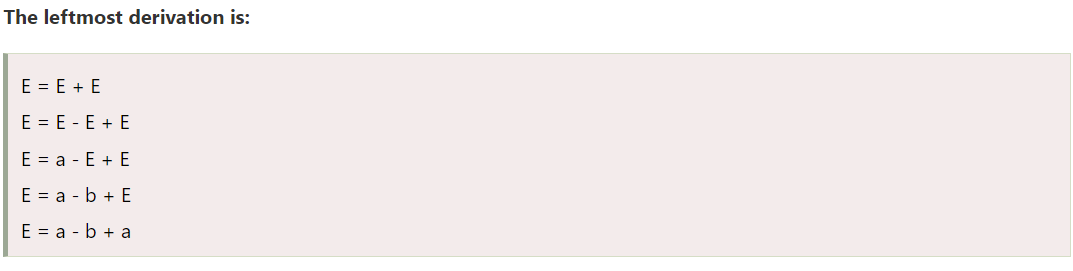 The leftmost derivation is:
E = E + E
E = E - E + E
E = a - E + E
E = a - b + E
E = a - b + a